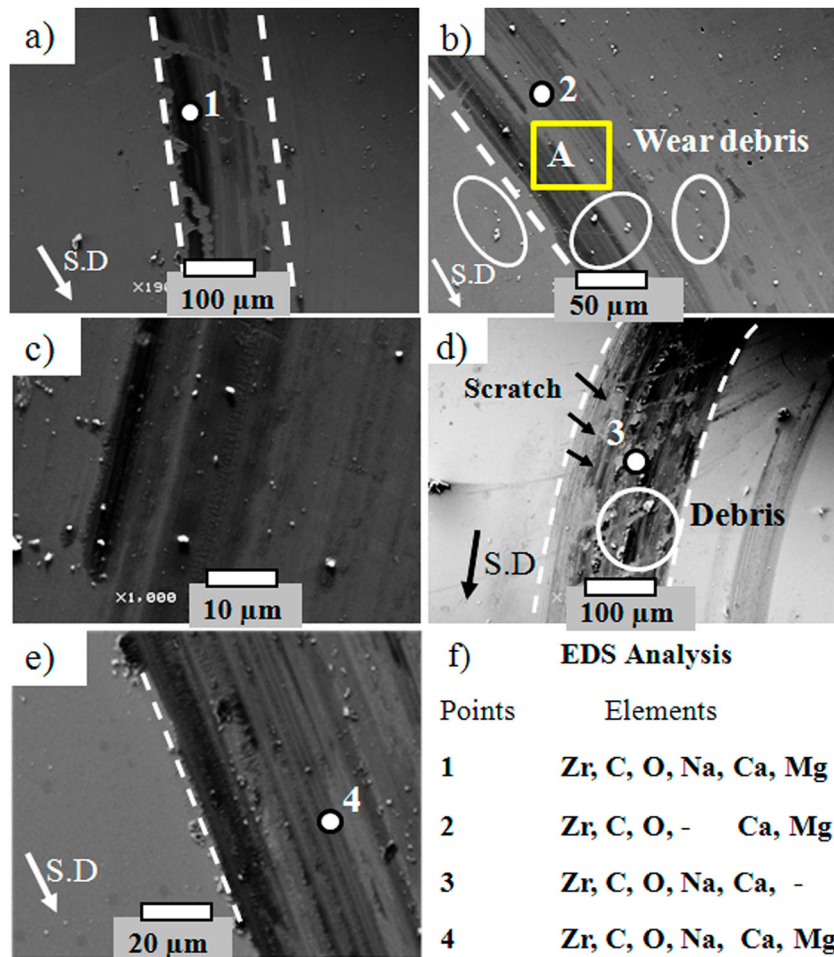 a)
1
S.D
X190
100 µm
b)
2
A
Wear debris
S.D
50 µm
c)
X1,000
10 µm
d)
Scratch
3
Debris
S.D
100 µm
e)
4
S.D
20 µm
f) EDS Analysis
Points Elements
1 Zr, C, O, Na, Ca, Mg
2 Zr, C, O, - Ca, Mg
3 Zr, C, O, Na, Ca, -
4 Zr, C, O, Na, Ca, Mg